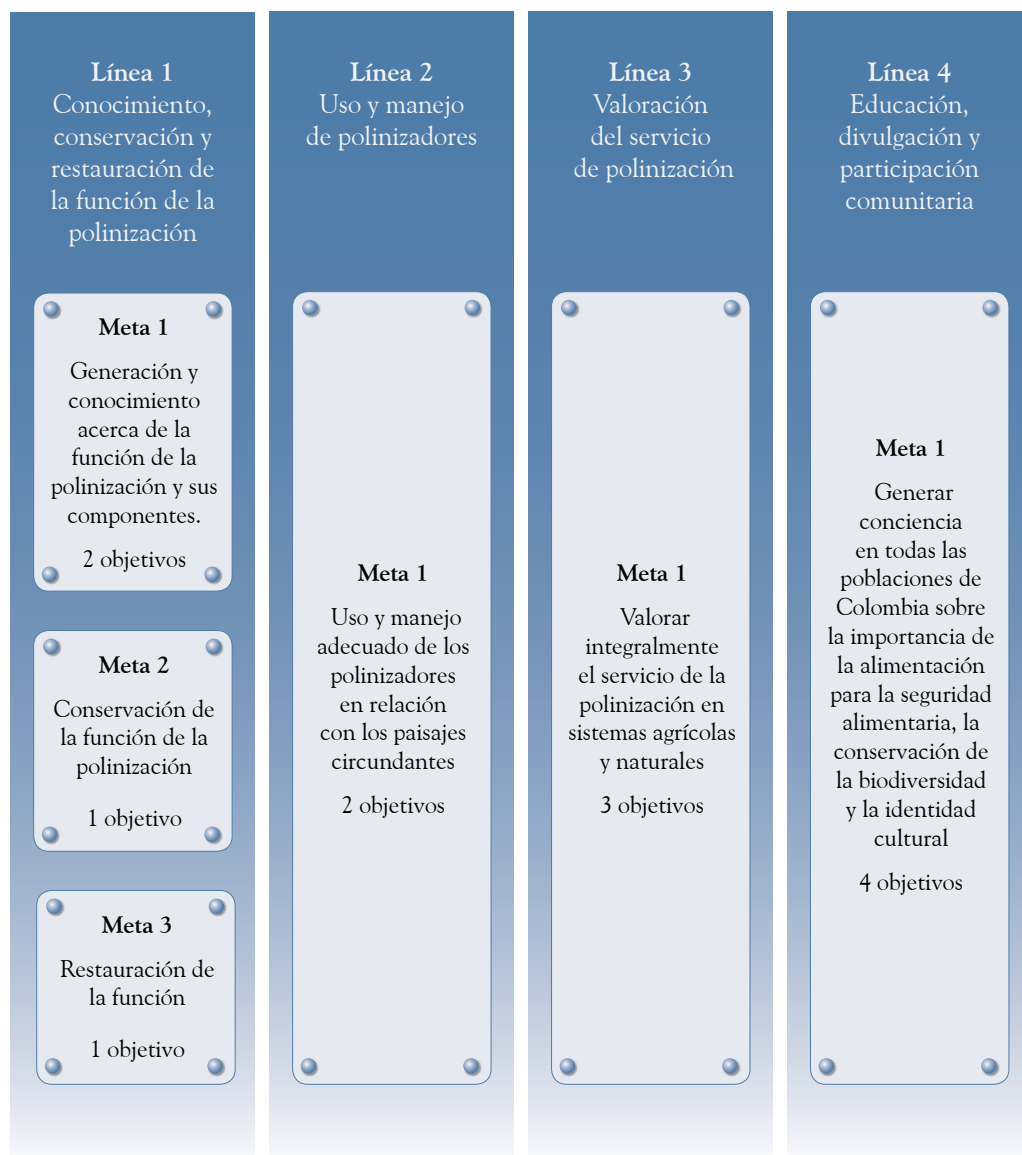 Línea 1
Conocimiento,
conservación y
restauración de
la función de la
polinización
Meta 1
Generación y
conocimiento
acerca de la
función de la
polinización y sus
componentes.
2 objetivos
Meta 2
Conservación de
la función de la
polinización
1 objetivo
Meta 3
Restauración de
la función
1 objetivo
Línea 2
Uso y manejo
de polinizadores
Meta 1
Uso y manejo
adecuado de los
polinizadores
en relación
con los paisajes
circundantes
2 objetivos
Línea 3
Valoración
del servicio
de polinización
Meta 1
Valorar
integralmente
el servicio de la
polinización en
sistemas agrícolas
y naturales
3 objetivos
Línea 4
Educación,
divulgación y
participación
comunitaria
Meta 1
Generar
conciencia
en todas las
poblaciones de
Colombia sobre
la importancia de
la alimentación
para la seguridad
alimentaria, la
conservación de
la biodiversidad
y la identidad
cultural
4 objetivos